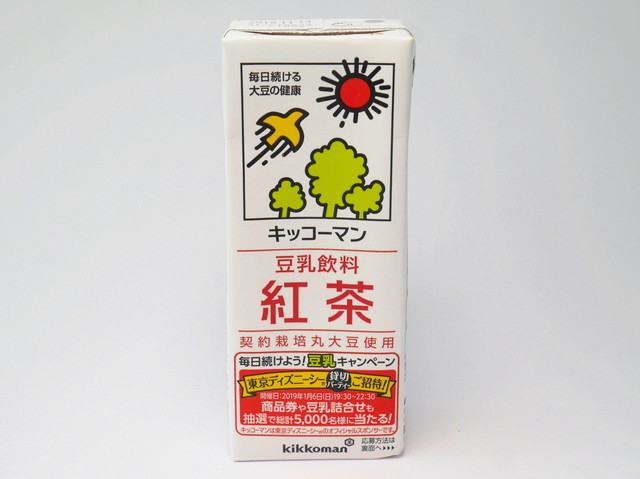 毎日続ける
大豆の健康
キッコーマン
豆乳飲料
紅茶
契約栽培丸大豆使用
毎日続けよう!豆乳キャンペーン
東京ディズニーシー®貸切パーティーご招待!
開催日:2019年1月6日(日)19:30~22:30
商品券や豆乳詰合せも
抽選で総計5,000名様に当たる!
キッコーマンは東京ディズニーシー®のオフィシャルスポンサーです。
kikkoman
応募方法は
裏面へ▶▶▶